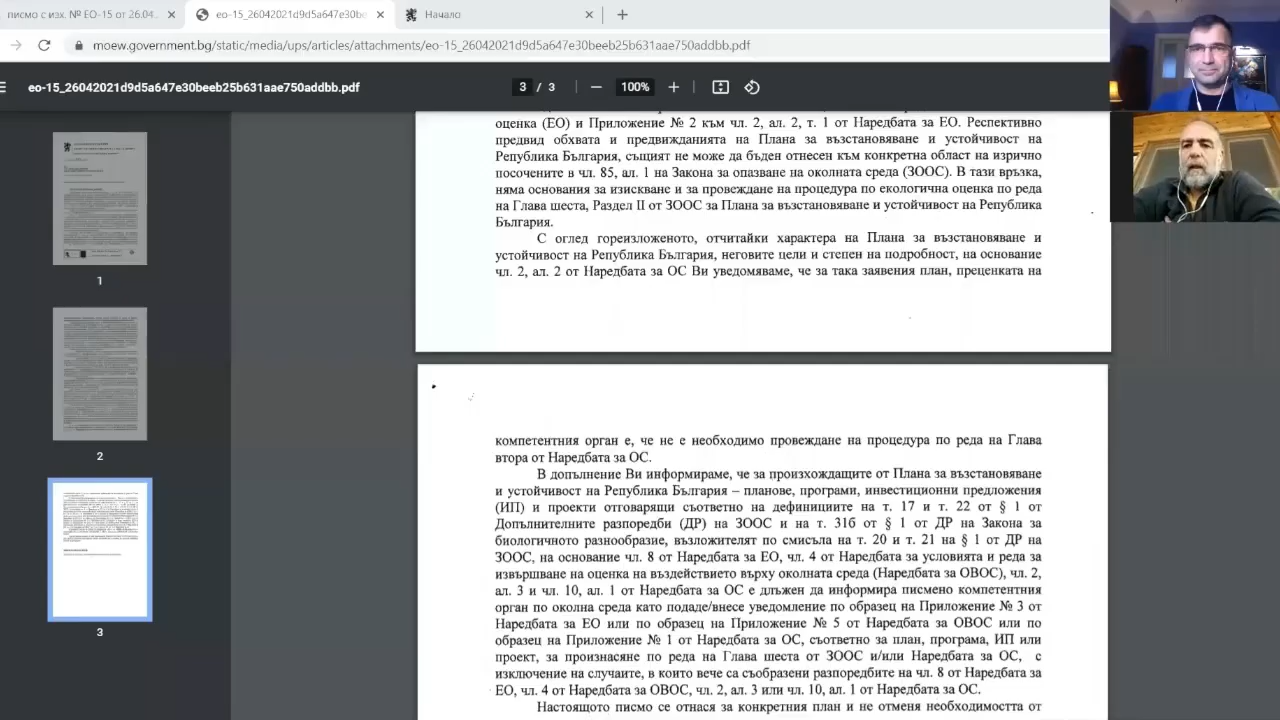 писмо с изх. № ЕО-15 от 26.04.
eo-15_26042021d9d5a647e30be
Начало
moew.government.bg/static/media/ups/articles/attachments/eo-15_26042021d9d5a647e30beeb25b631aae750addbb.pdf
eo-15_26042021d9d5a647e30beeb25b631aae750addbb.pdf
3 / 3
100%
1
2
3
оценка (ЕО) и Приложение № 2 към чл. 2, ал. 2, т. 1 от Наредбата за ЕО. Респективно
предвид обхвата и предвижданията на Плана за възстановяване и устойчивост на
Република България, същият не може да бъден отнесен към конкретна област на изрично
посочените в чл. 85, ал. 1 на Закона за опазване на околната среда (ЗООС). В тази връзка,
няма основания за изискване и за провеждане на процедура по екологична оценка по реда
на Глава шеста, Раздел II от ЗООС за Плана за възстановяване и устойчивост на Република
България.
С оглед гореизложеното, отчитайки характера на Плана за възстановяване и
устойчивост на Република България, неговите цели и степен на подробност, на основание
чл. 2, ал. 2 от Наредбата за ОС Ви уведомяваме, че за така заявения план, преценката на
компетентния орган е, че не е необходимо провеждане на процедура по реда на Глава
втора от Наредбата за ОС.
В допълнение Ви информираме, че за произхождащите от Плана за възстановяване
и устойчивост на Република България – планове, програми, инвестиционни предложения
(ИП) и проекти отговарящи съответно на дефинициите на т. 17 и т. 22 от § 1 от
Допълнителните разпоредби (ДР) на ЗООС и на т. 31б от § 1 от ДР на Закона за
биологичното разнообразие, възложителят по смисъла на т. 20 и т. 21 на § 1 от ДР на
ЗООС, на основание чл. 8 от Наредбата за ЕО, чл. 4 от Наредбата за условията и реда за
извършване на оценка на въздействието върху околната среда (Наредбата за ОВОС), чл. 2,
ал. 3 и чл. 10, ал. 1 от Наредбата за ОС е длъжен да информира писмено компетентния
орган по околна среда като подаде/внесе уведомление по образец на Приложение № 3 от
Наредбата за ЕО или по образец на Приложение № 5 от Наредбата за ОВОС или по
образец на Приложение № 1 от Наредбата за ОС, съответно за план, програма, ИП или
проект, за произнасяне по реда на Глава шеста от ЗООС и/или Наредбата за ОС, с
изключение на случаите, в които вече са съобразени разпоредбите на чл. 8 от Наредбата за
ЕО, чл. 4 от Наредбата за ОВОС, чл. 2, ал. 3 или чл. 10, ал. 1 от Наредбата за ОС.
Настоящото писмо се отнася за конкретния план и не отменя необходимостта от